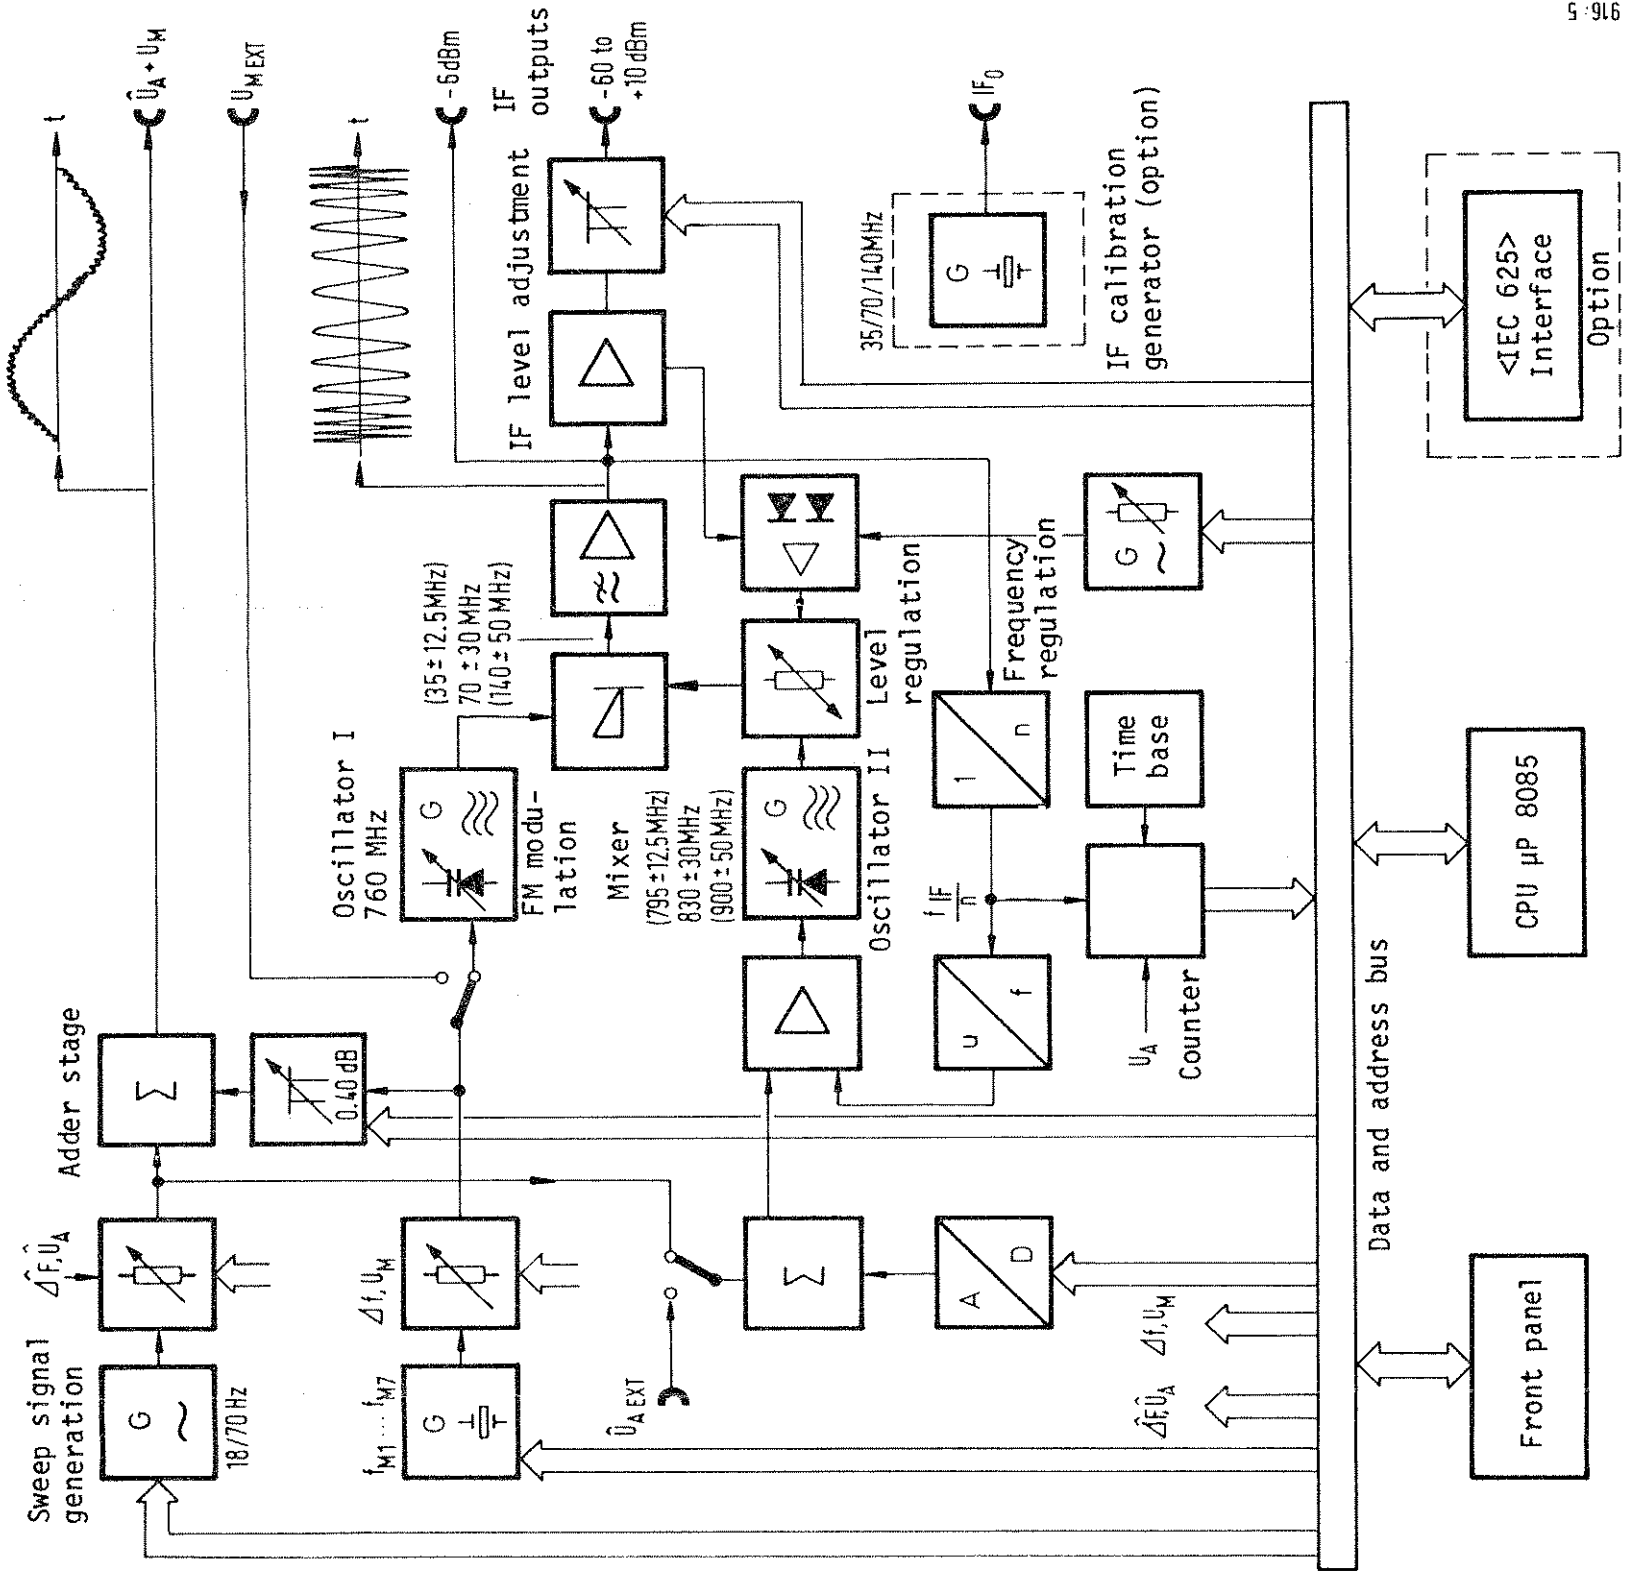 916·5
Û_A + U_M
t
U_M EXT
t
-6dBm
IF
outputs
-60 to
+10dBm
IF level adjustment
IF_0
35/70/140MHz
G
IF calibration
generator (option)
<IEC 625>
Interface
Option
(35±12.5MHz)
70 ±30MHz
(140±50MHz)
Oscillator I
760 MHz
G
FM modu-
lation
Mixer
(795±12.5MHz)
830 ±30MHz
(900±50MHz)
G
Oscillator II
Level
regulation
Frequency
regulation
G
~
1
n
Time
base
f_IF
n
u
f
U_A
Counter
CPU µP 8085
Adder stage
Σ
0.40dB
Sweep signal
generation
G
~
18/70Hz
ΔF̂,Û_A
f_M1 ... f_M7
G
Δf,U_M
Û_A EXT
Σ
A
D
ΔF̂,Û_A
Δf,U_M
Data and address bus
Front panel